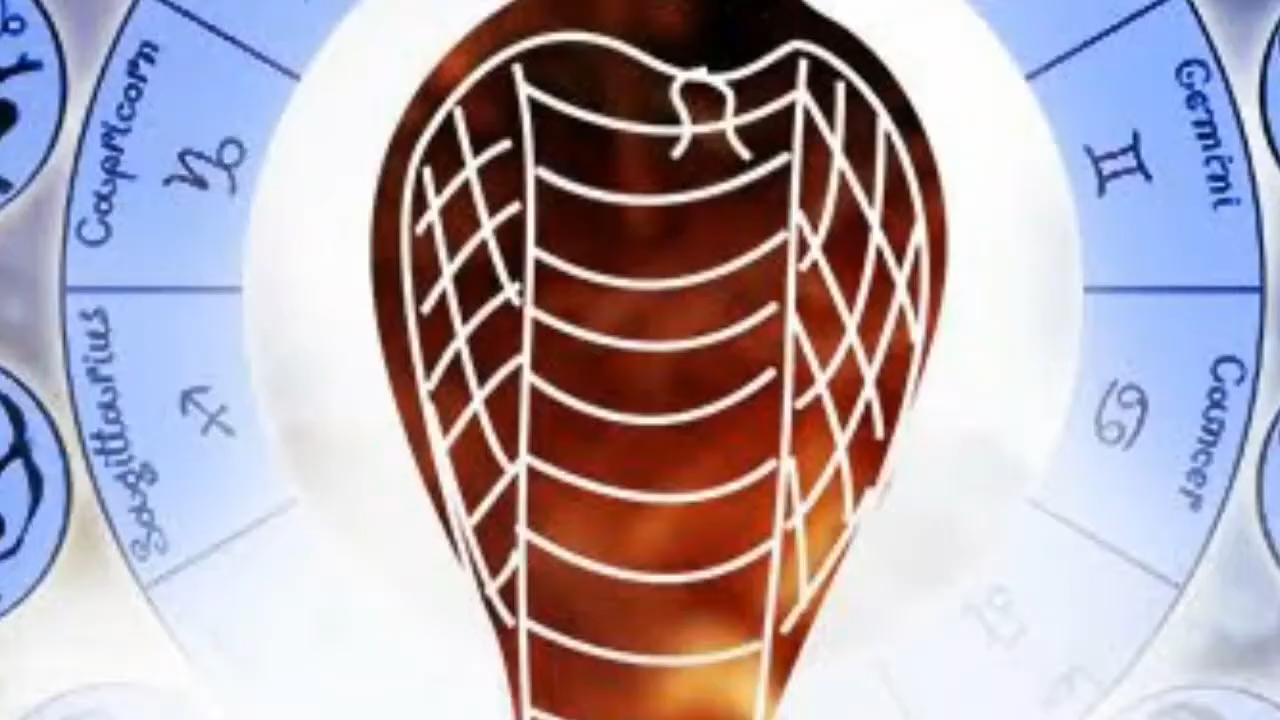 Capricorn
♑
Sagittarius
♐
Gemini
♊
Cancer
♋